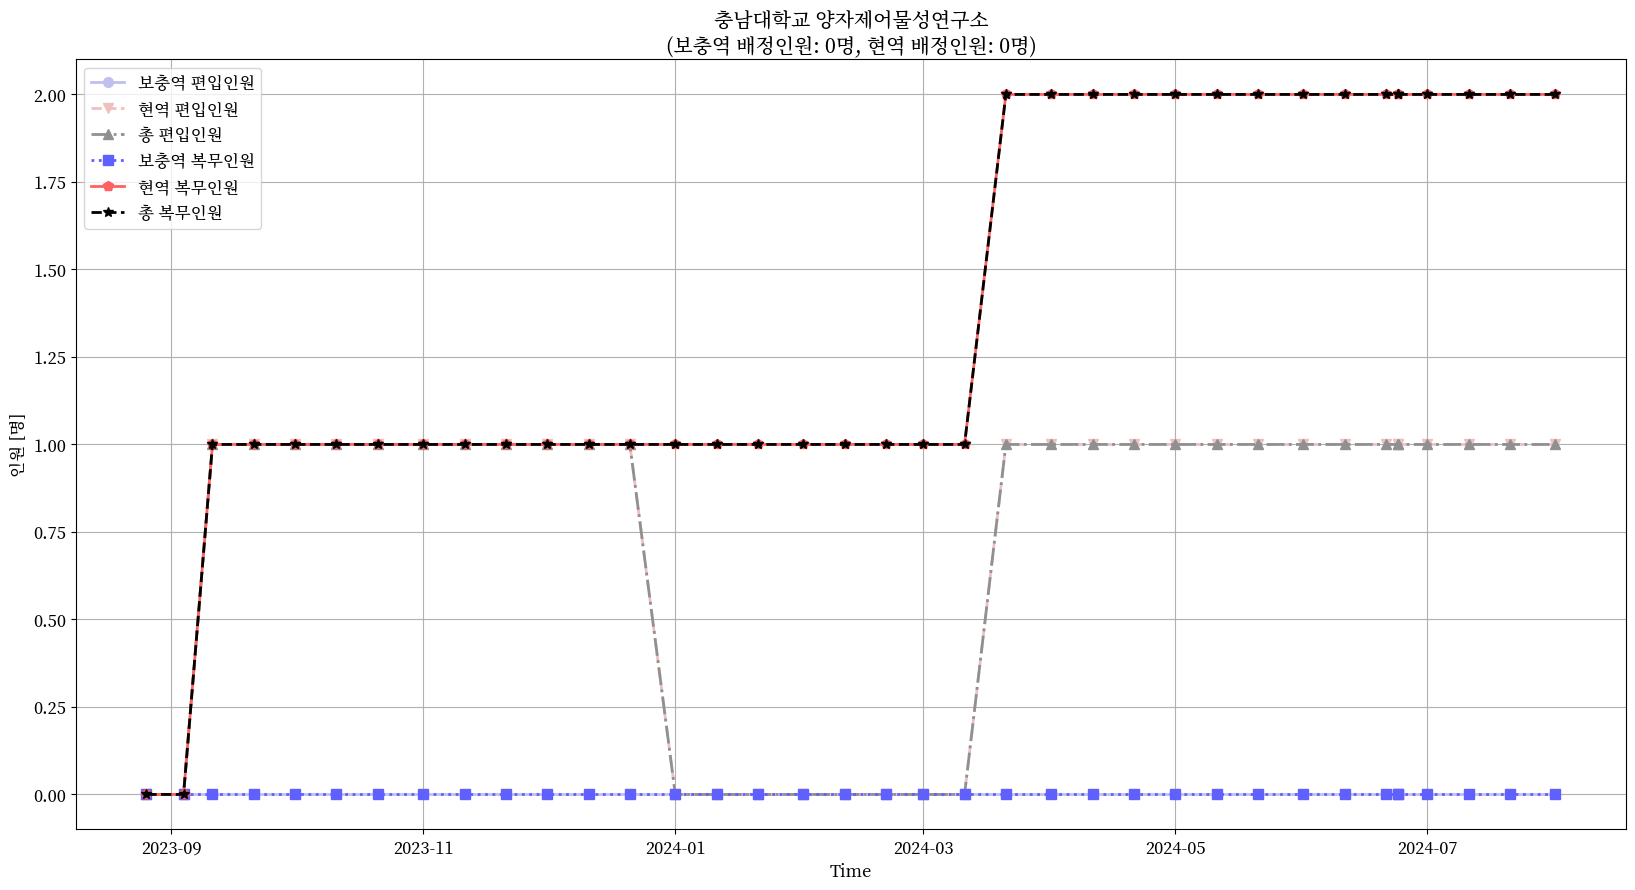 충남대학교 양자제어물성연구소
(보충역 배정인원: 0명, 현역 배정인원: 0명)
보충역 편입인원
현역 편입인원
총 편입인원
보충역 복무인원
현역 복무인원
총 복무인원
인원 [명]
2.00
1.75
1.50
1.25
1.00
0.75
0.50
0.25
0.00
2023-09
2023-11
2024-01
2024-03
2024-05
2024-07
Time